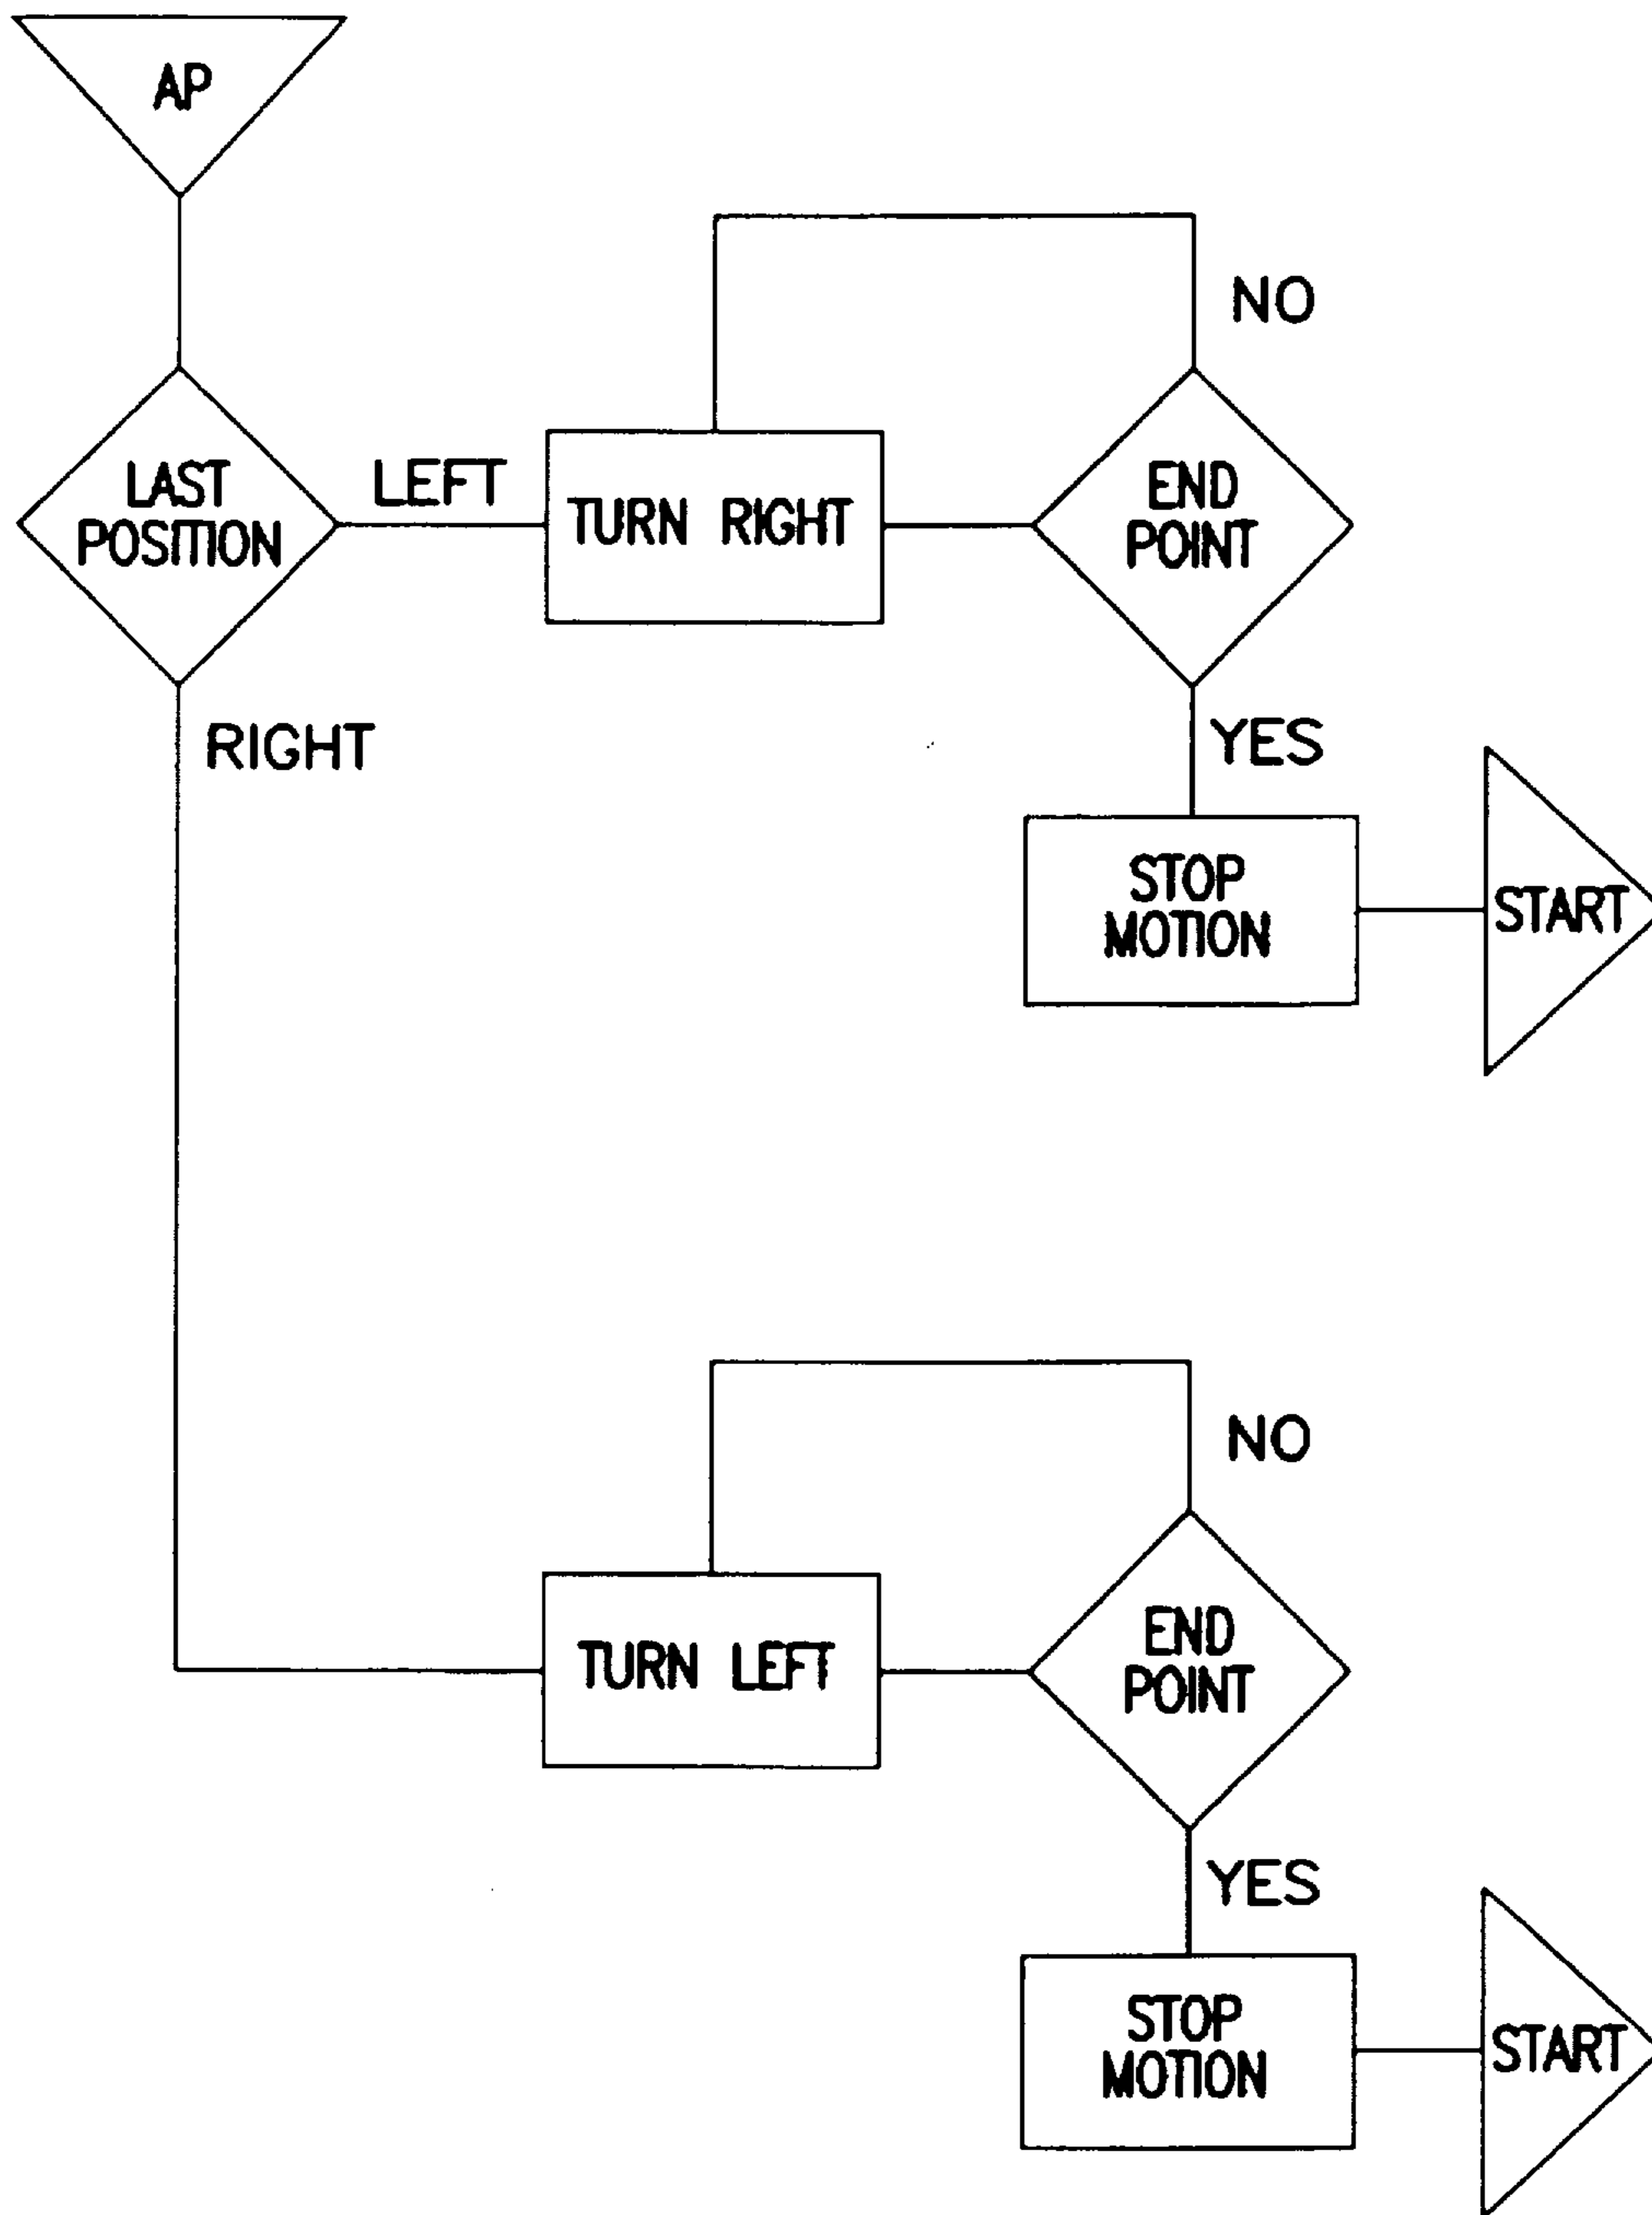 AP
NO
LAST
POSITION
LEFT
TURN RIGHT
END
POINT
RIGHT
YES
STOP
MOTION
START
NO
TURN LEFT
END
POINT
YES
STOP
MOTION
START